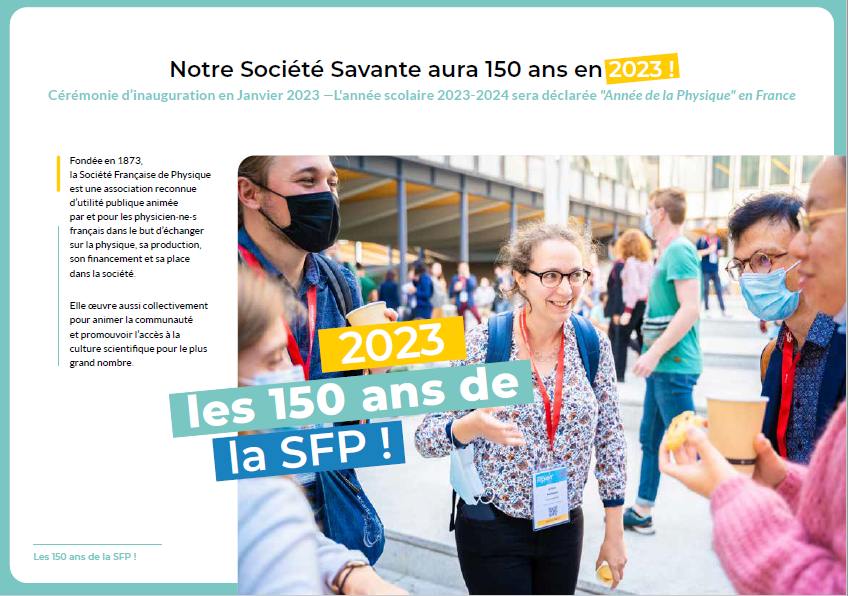 Notre Société Savante aura 150 ans en 2023 !
Cérémonie d'inauguration en Janvier 2023 —L'année scolaire 2023-2024 sera déclarée "Année de la Physique" en France
Fondée en 1873,
la Société Française de Physique
est une association reconnue
d'utilité publique animée
par et pour les physicien·ne·s
français dans le but d'échanger
sur la physique, sa production,
son financement et sa place
dans la société.
Elle œuvre aussi collectivement
pour animer la communauté
et promouvoir l'accès à la
culture scientifique pour le plus
grand nombre.
2023
les 150 ans de
la SFP !
Les 150 ans de la SFP !